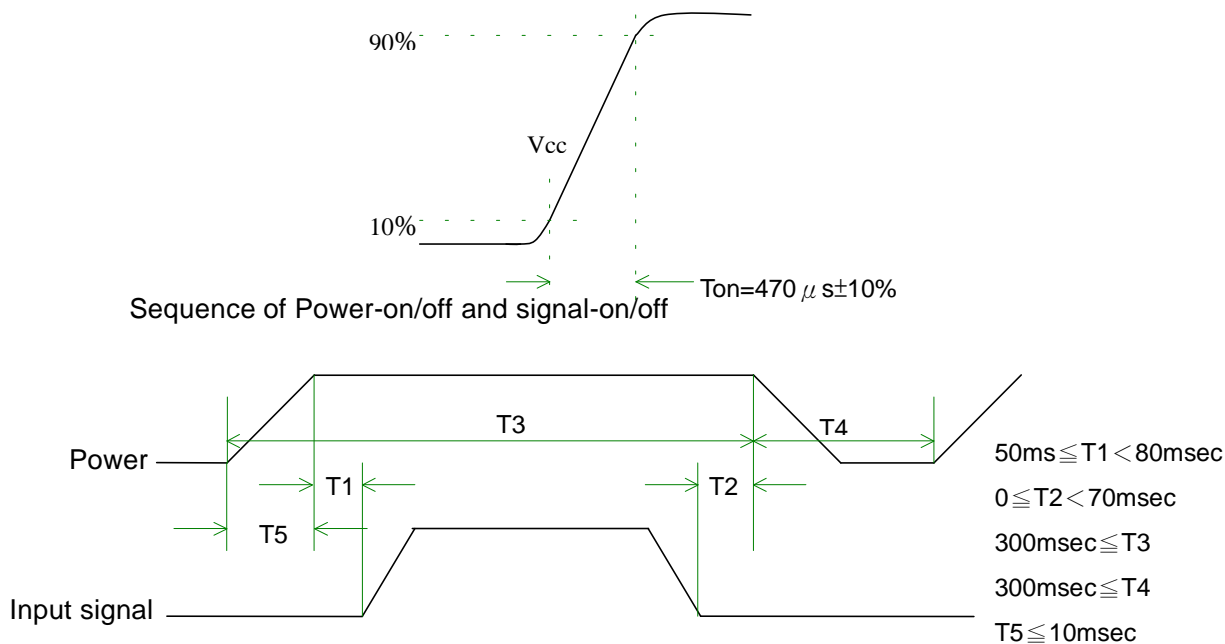 90%
Vcc
10%
Ton=470μs±10%
Sequence of Power-on/off and signal-on/off
T3
T4
Power
T1
T2
T5
Input signal
50ms≦T1＜80msec
0≦T2＜70msec
300msec≦T3
300msec≦T4
T5≦10msec